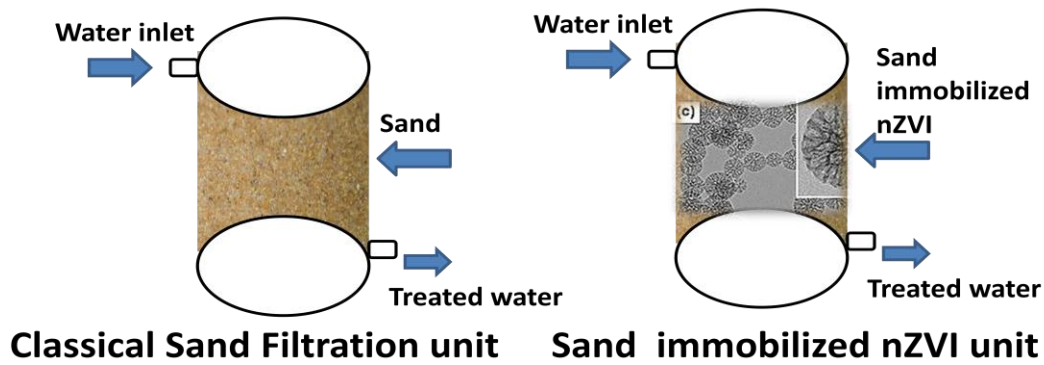 Water inlet
Sand
Treated water
Classical Sand Filtration unit
Water inlet
(c)
Sand
immobilized
nZVI
Treated water
Sand immobilized nZVI unit